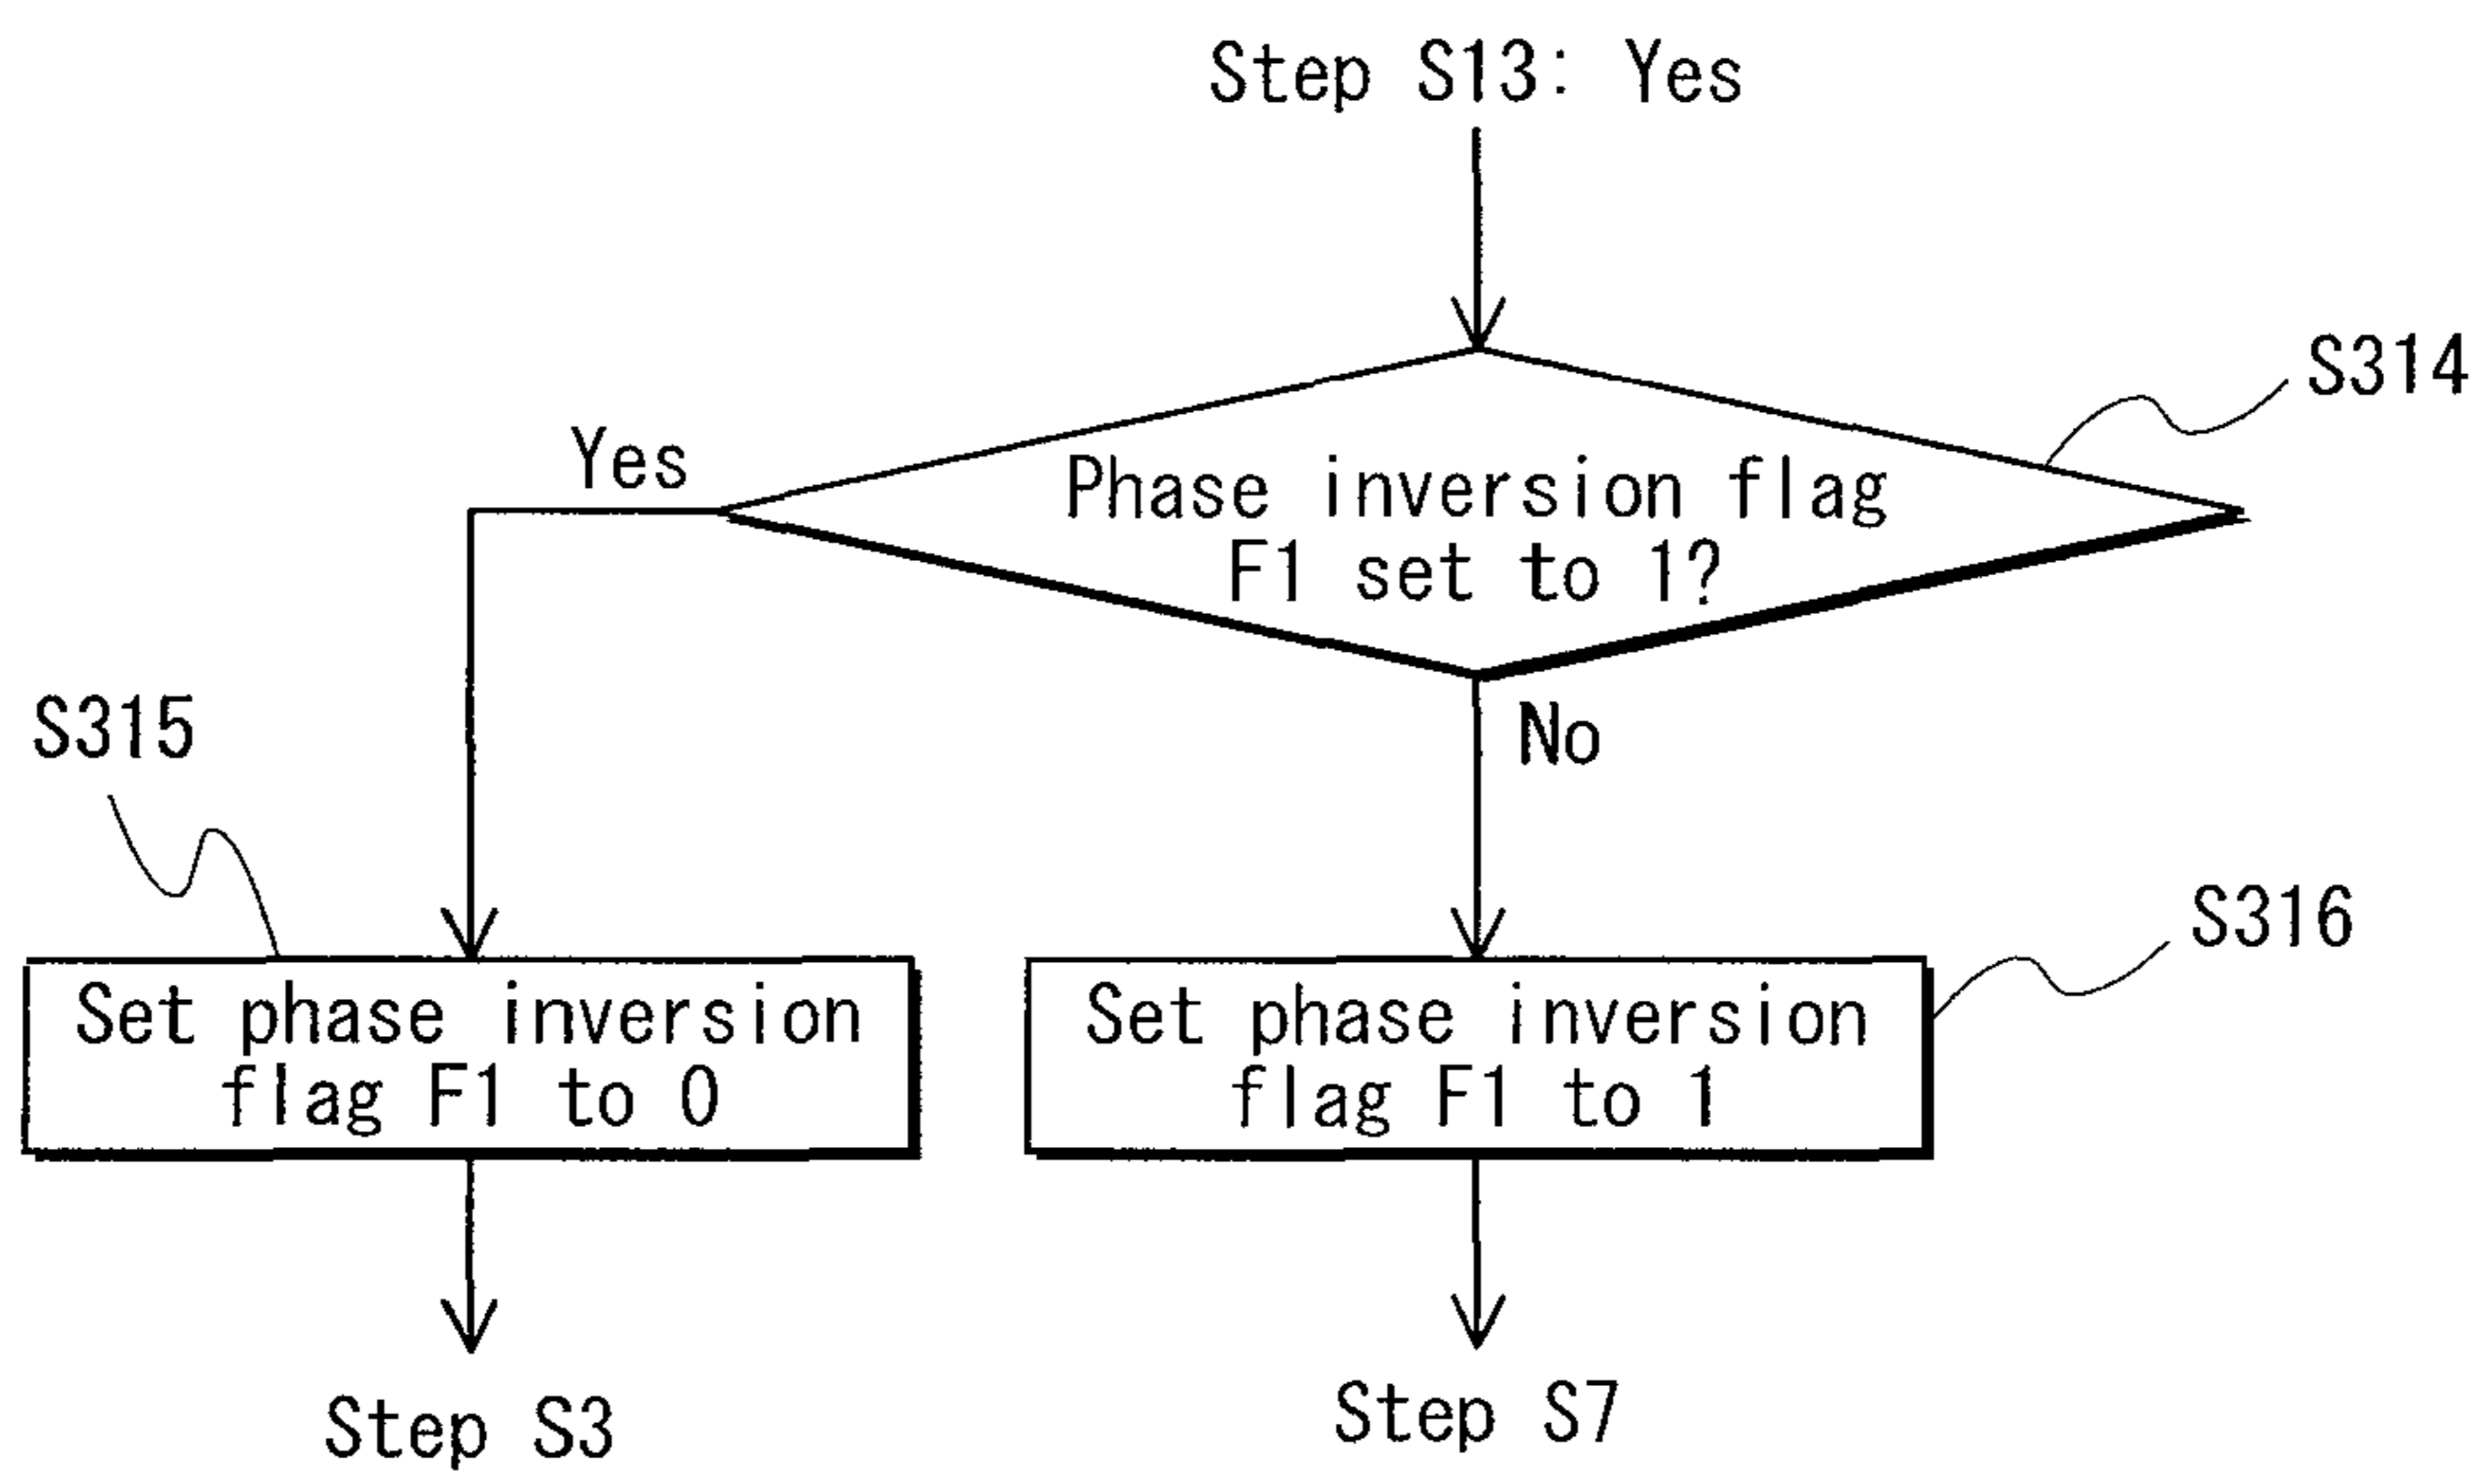 Step S13: Yes
S314
Yes
Phase inversion flag
F1 set to 1?
No
S315
S316
Set phase inversion
flag F1 to 0
Set phase inversion
flag F1 to 1
Step S3
Step S7